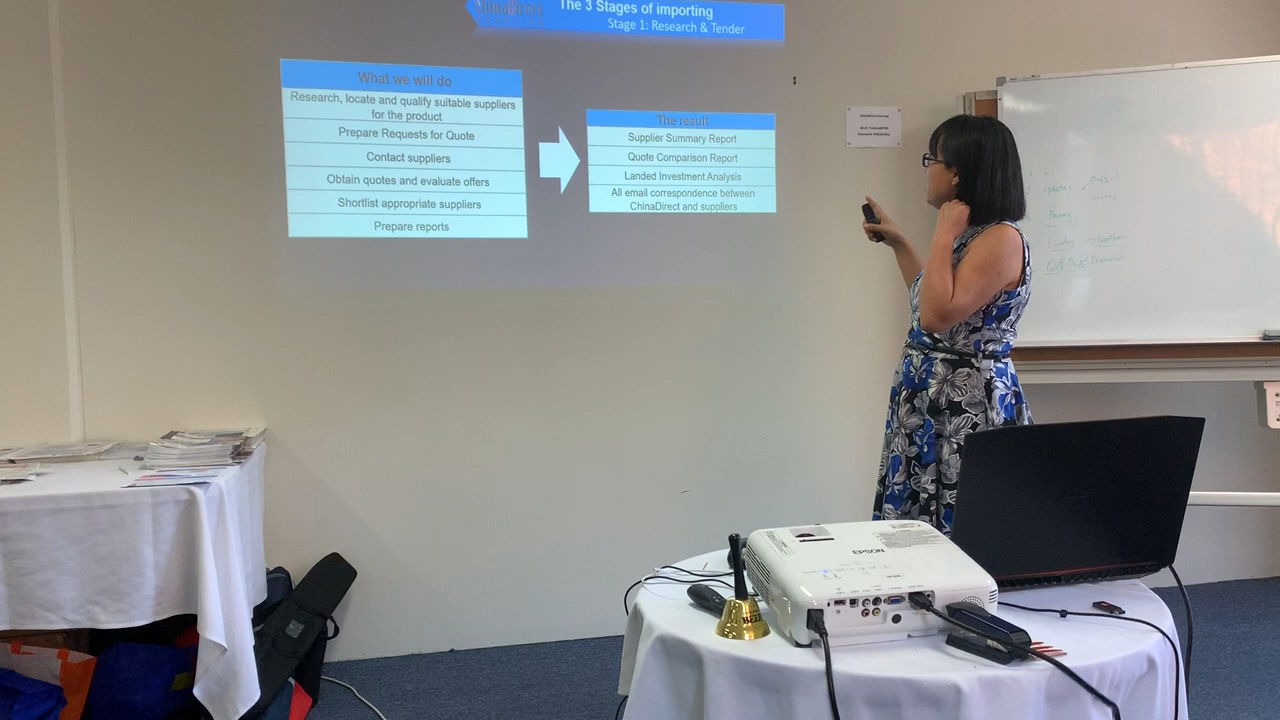 ChinaDirect
The 3 Stages of importing
Stage 1: Research & Tender
What we will do
Research, locate and qualify suitable suppliers
for the product
Prepare Requests for Quote
Contact suppliers
Obtain quotes and evaluate offers
Shortlist appropriate suppliers
Prepare reports
The result
Supplier Summary Report
Quote Comparison Report
Landed Investment Analysis
All email correspondence between
ChinaDirect and suppliers
EPSON